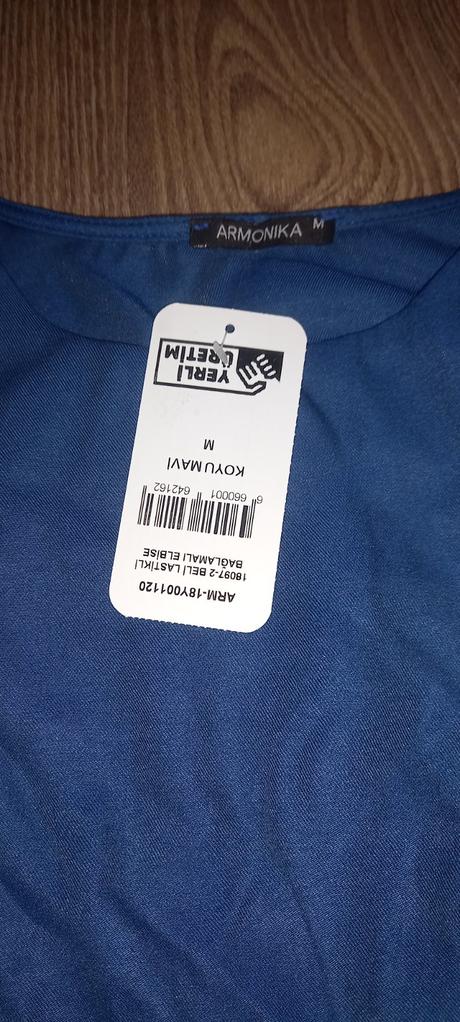 ARMONIKA M
ARM-18Y001120
18097-2 BELİ LASTİKLİ
BAĞLAMALI ELBİSE
6 660001 642162
KOYU MAVİ
M
YERLİ
ÜRETİM